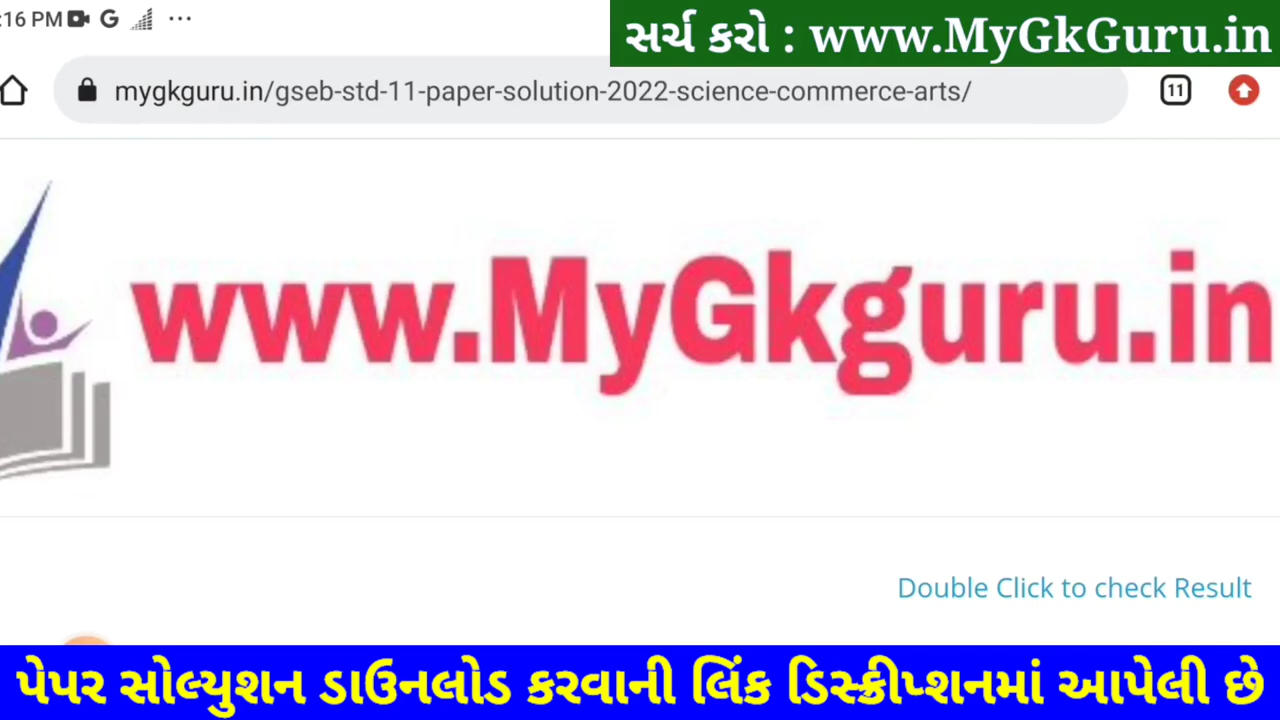 :16 PM G ...
સર્ચ કરો : www.MyGkGuru.in
mygkguru.in/gseb-std-11-paper-solution-2022-science-commerce-arts/
11
www.MyGkguru.in
Double Click to check Result
પેપર સોલ્યુશન ડાઉનલોડ કરવાની લિંક ડિસ્ક્રીપ્શનમાં આપેલી છે